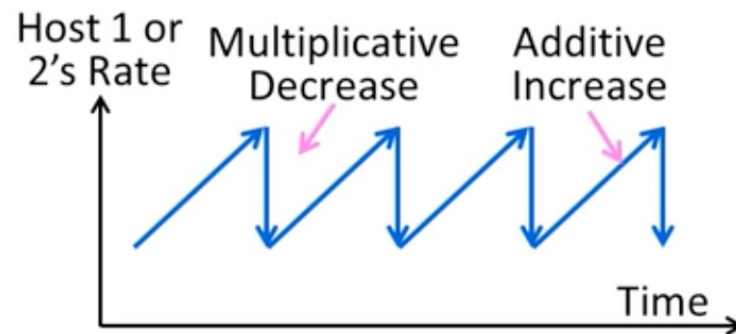 Host 1 or
2's Rate
Multiplicative
Decrease
Additive
Increase
Time